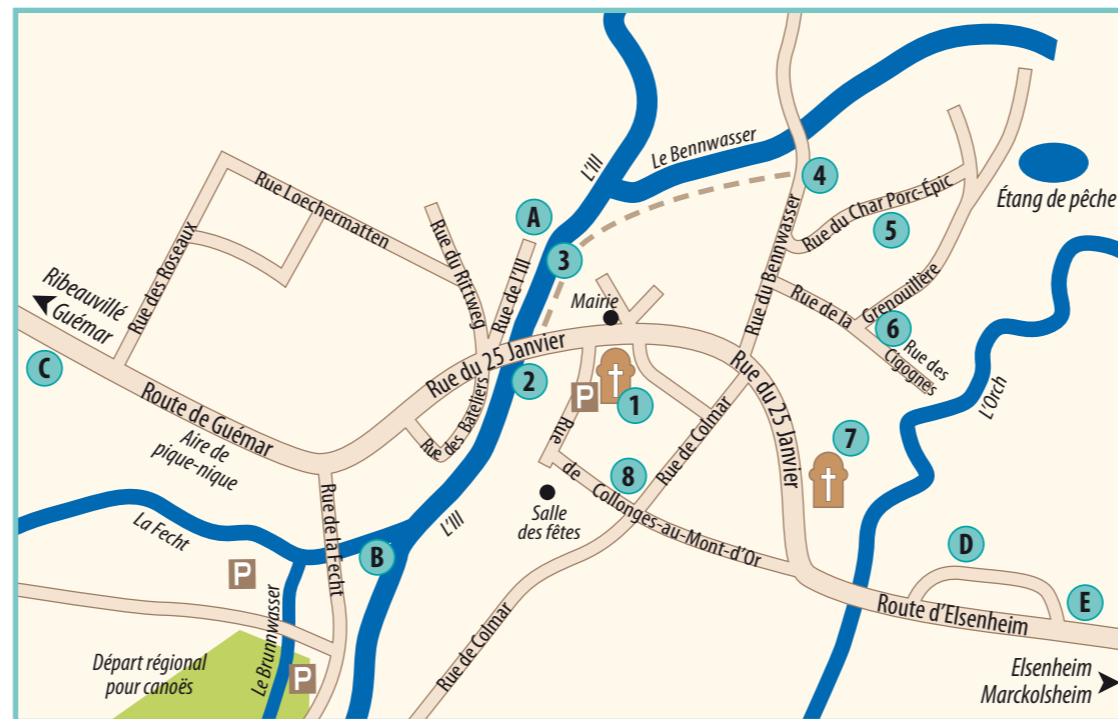 L'Ill
Le Bennwasser
4
Rue du Char Porc-Épic
Étang de pêche
Rue Loechermatten
A
Rue du Rittweg
Rue de l'Ill
3
5
Rue des Roseaux
Ribeauvillé
Guémar
Mairie
Rue du Bennwasser
Rue de la Grenouillère
6
Rue des
Cigognes
C
Rue du 25 Janvier
2
P
1
Rue du 25 Janvier
L'Orch
Route de Guémar
Rue des Bateliers
Aire de
pique-nique
Rue de Colmar
7
8
Rue de Collonges-au-Mont-d'Or
Salle
des fêtes
L'Ill
La Fecht
Rue de la Fecht
B
P
D
E
Route d'Elsenheim
Le Brunnwasser
Départ régional
pour canoës
P
Rue de Colmar
Elsenheim
Marckolsheim